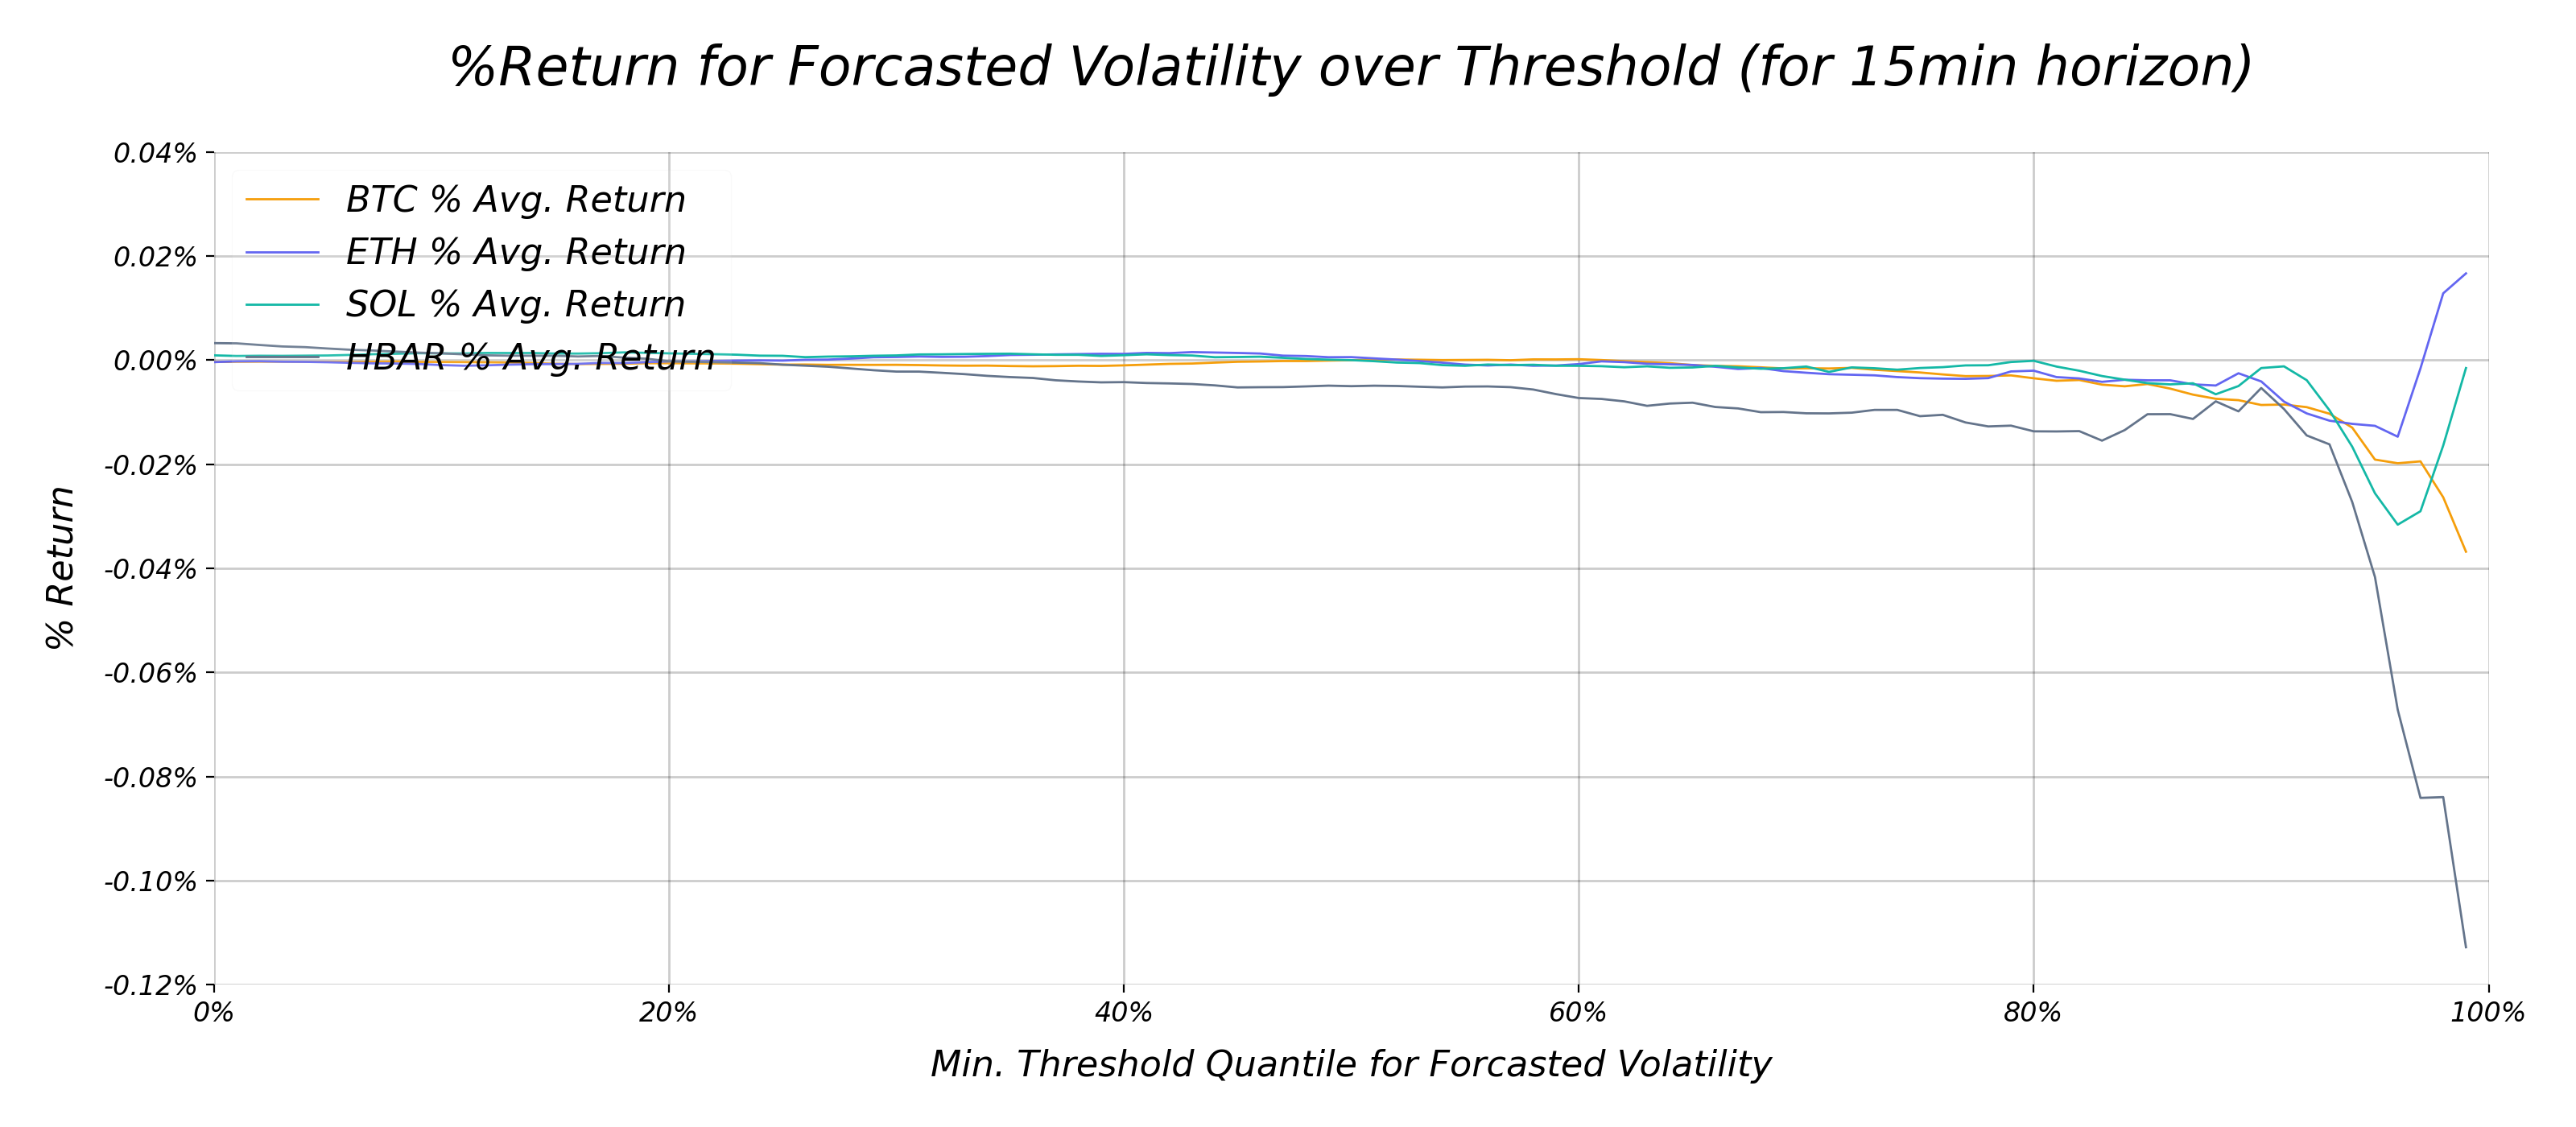 %Return for Forcasted Volatility over Threshold (for 15min horizon)
0.04%
0.02%
0.00%
-0.02%
-0.04%
-0.06%
-0.08%
-0.10%
-0.12%
% Return
BTC % Avg. Return
ETH % Avg. Return
SOL % Avg. Return
HBAR % Avg. Return
0% 20% 40% 60% 80% 100%
Min. Threshold Quantile for Forcasted Volatility